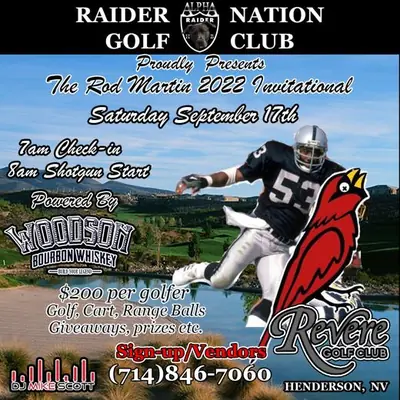 RAIDER NATION
ALPHA
RAIDER
GOLF CLUB
Proudly Presents
The Rod Martin 2022 Invitational
Saturday September 17th
7am Check-in
8am Shotgun Start
Powered By
WOODSON
BOURBON WHISKEY
53
$200 per golfer
Golf, Cart, Range Balls
Giveaways, prizes etc.
Revere
GOLF CLUB
Sign-up/Vendors
(714)846-7060
DJ MIKE SCOTT
HENDERSON, NV